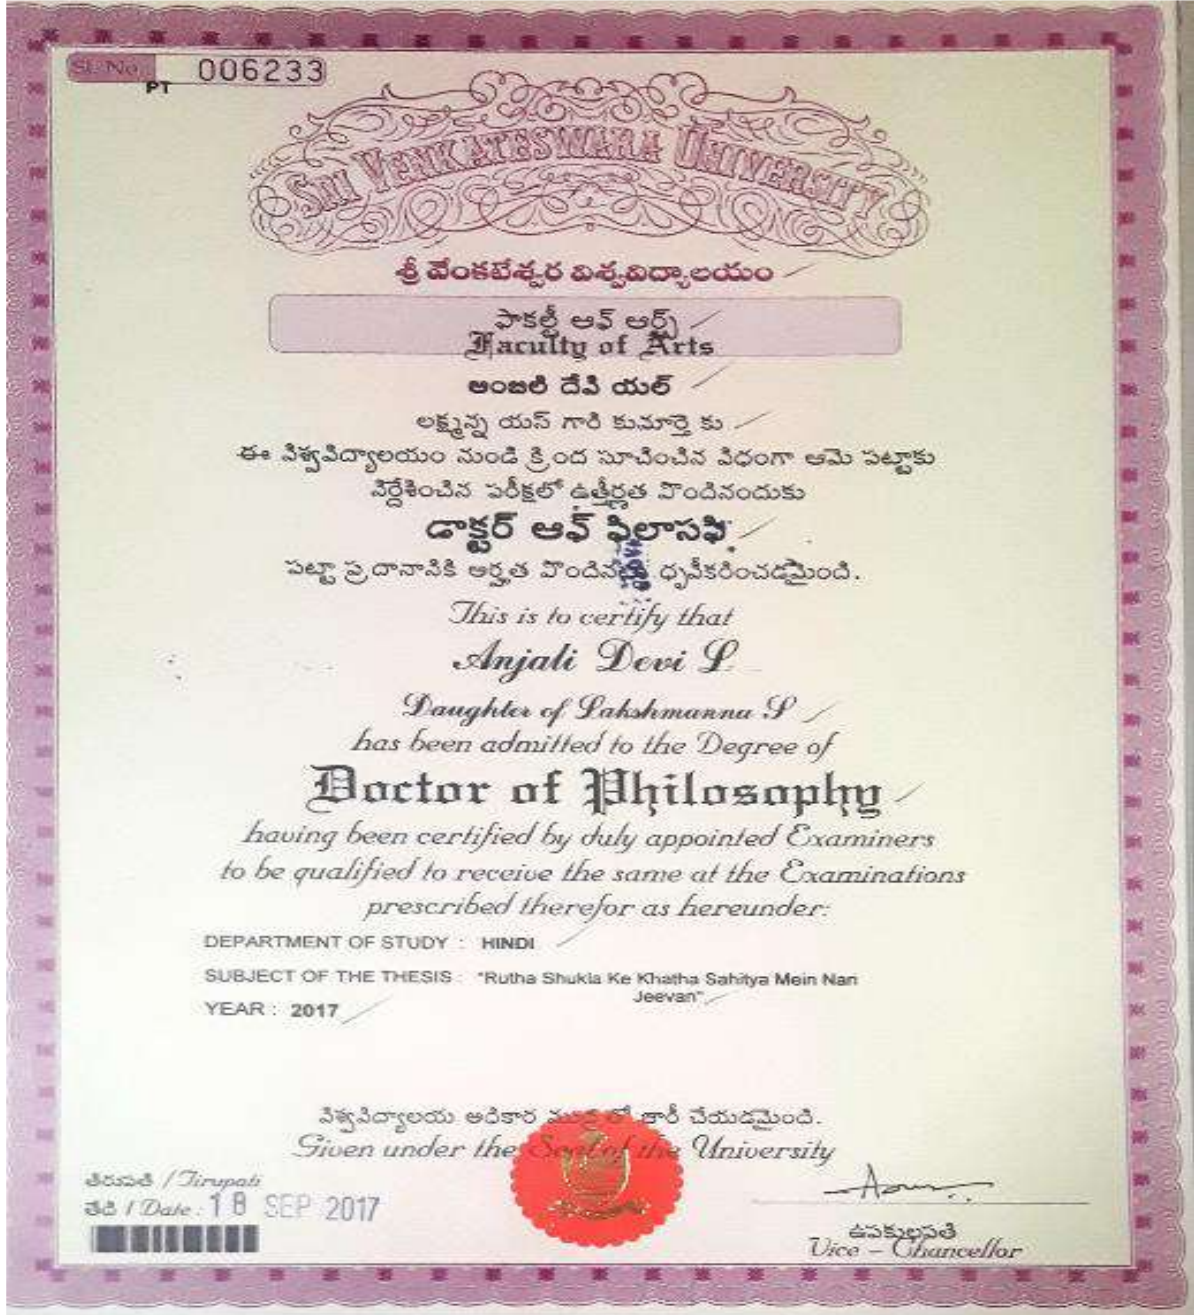 Sl. No. 006233
PT
SRI VENKATESWARA UNIVERSITY
శ్రీ వేంకటేశ్వర విశ్వవిద్యాలయం
ఫాకల్టీ ఆఫ్ ఆర్ట్స్
Faculty of Arts
అంజలి దేవి యల్
లక్ష్మన్న యస్ గారి కుమార్తె కు
ఈ విశ్వవిద్యాలయం నుండి క్రింద సూచించిన విధంగా ఆమె పట్టాకు
నిర్దేశించిన పరీక్షలో ఉత్తీర్ణత పొందినందుకు
డాక్టర్ ఆఫ్ ఫిలాసఫి
పట్టా ప్రదానానికి అర్హత పొందినట్లు ధృవీకరించడమైంది.
This is to certify that
Anjali Devi L
Daughter of Lakshmanna S
has been admitted to the Degree of
Doctor of Philosophy
having been certified by duly appointed Examiners
to be qualified to receive the same at the Examinations
prescribed therefor as hereunder:
DEPARTMENT OF STUDY : HINDI
SUBJECT OF THE THESIS : "Rutha Shukla Ke Khatha Sahitya Mein Nari
Jeevan"
YEAR : 2017
విశ్వవిద్యాలయ అధికార ముద్రతో జారీ చేయడమైంది.
Given under the Seal of the University
తిరుపతి / Tirupati
తేది / Date : 18 SEP 2017
ఉపకులపతి
Vice - Chancellor